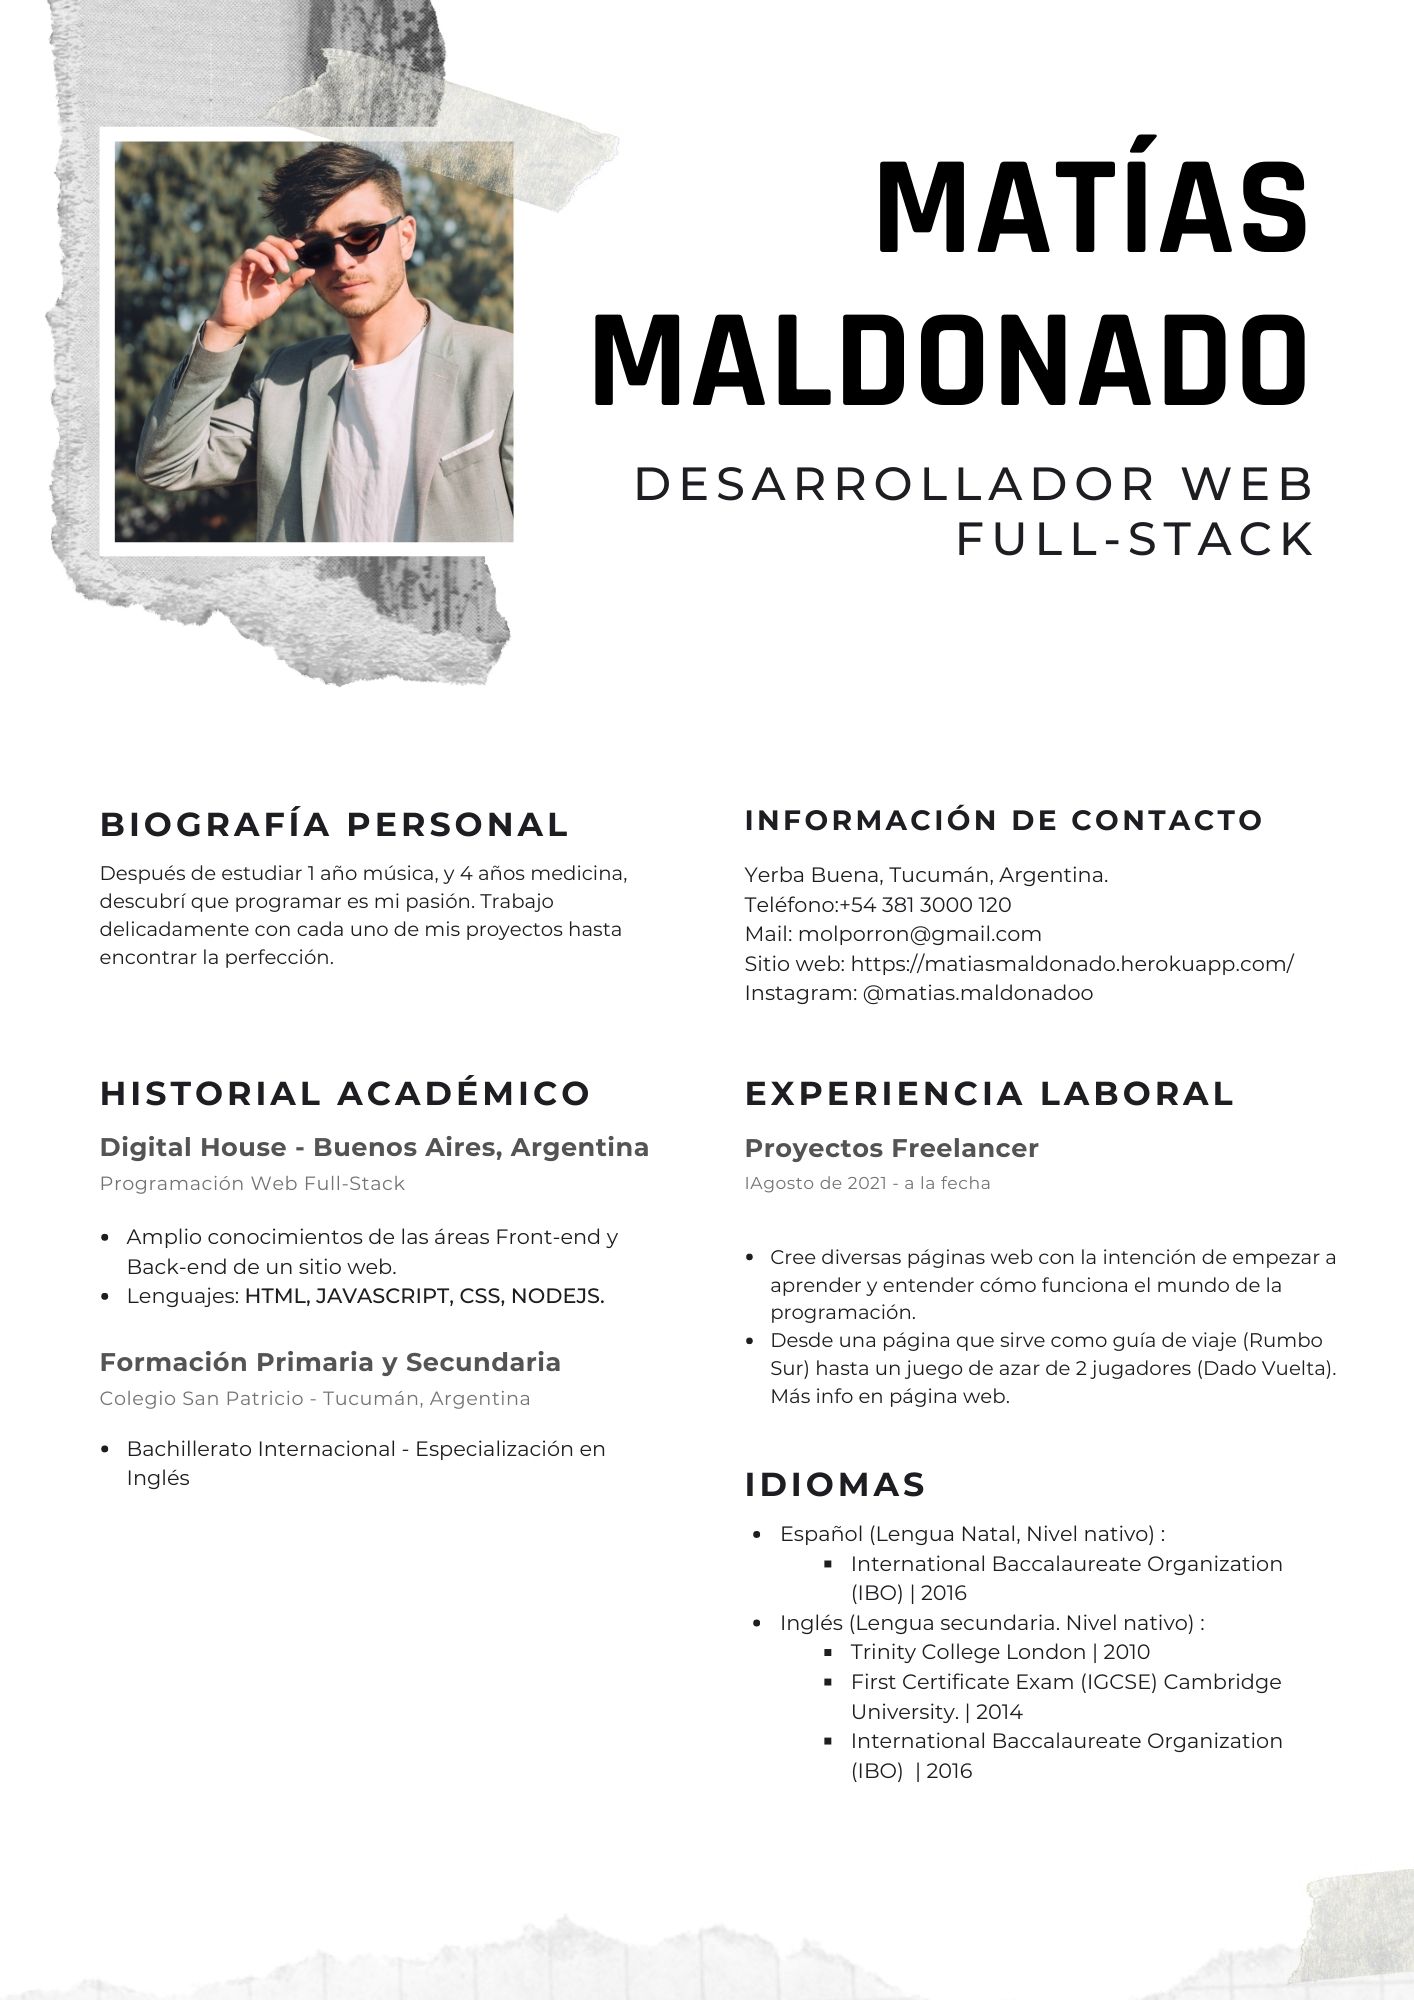 MATÍAS
MALDONADO
DESARROLLADOR WEB
FULL-STACK
BIOGRAFÍA PERSONAL
Después de estudiar 1 año música, y 4 años medicina,
descubrí que programar es mi pasión. Trabajo
delicadamente con cada uno de mis proyectos hasta
encontrar la perfección.
INFORMACIÓN DE CONTACTO
Yerba Buena, Tucumán, Argentina.
Teléfono:+54 381 3000 120
Mail: molporron@gmail.com
Sitio web: https://matiasmaldonado.herokuapp.com/
Instagram: @matias.maldonadoo
HISTORIAL ACADÉMICO
Digital House - Buenos Aires, Argentina
Programación Web Full-Stack
• Amplio conocimientos de las áreas Front-end y
Back-end de un sitio web.
• Lenguajes: HTML, JAVASCRIPT, CSS, NODEJS.
Formación Primaria y Secundaria
Colegio San Patricio - Tucumán, Argentina
• Bachillerato Internacional - Especialización en
Inglés
EXPERIENCIA LABORAL
Proyectos Freelancer
IAgosto de 2021 - a la fecha
• Cree diversas páginas web con la intención de empezar a
aprender y entender cómo funciona el mundo de la
programación.
• Desde una página que sirve como guía de viaje (Rumbo
Sur) hasta un juego de azar de 2 jugadores (Dado Vuelta).
Más info en página web.
IDIOMAS
• Español (Lengua Natal, Nivel nativo) :
▪ International Baccalaureate Organization
(IBO) | 2016
• Inglés (Lengua secundaria. Nivel nativo) :
▪ Trinity College London | 2010
▪ First Certificate Exam (IGCSE) Cambridge
University. | 2014
▪ International Baccalaureate Organization
(IBO)  | 2016